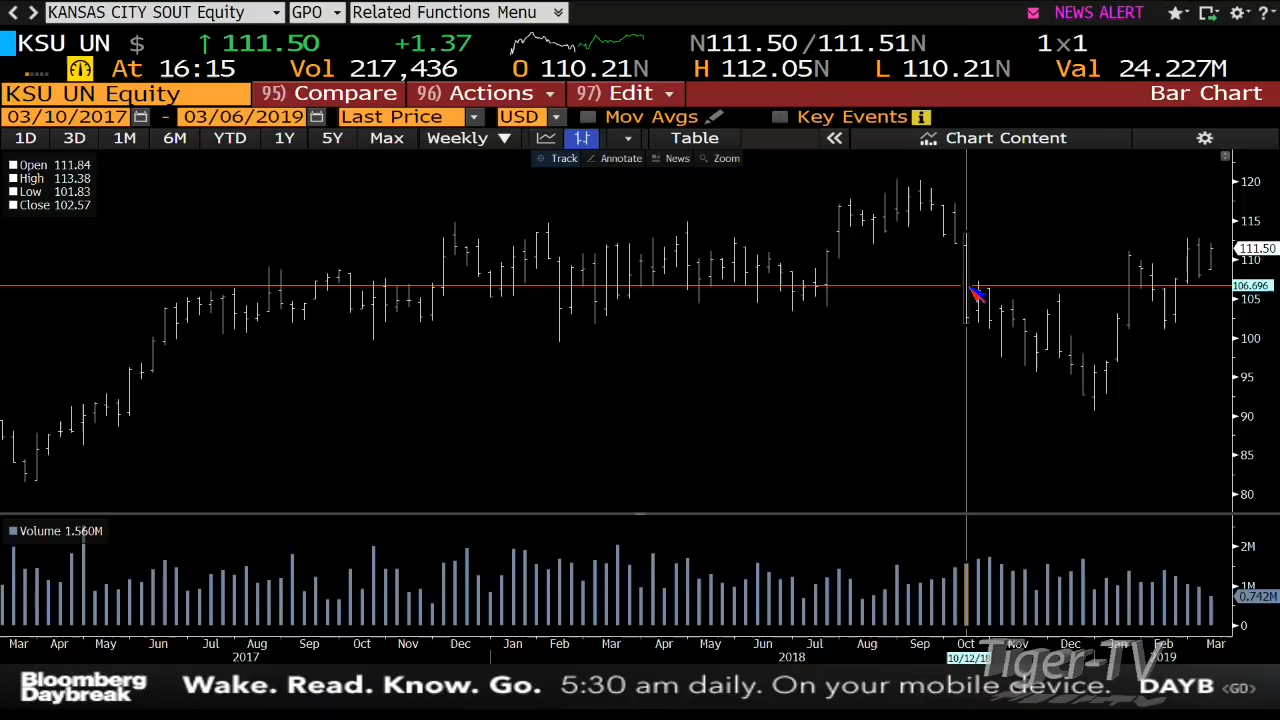 KANSAS CITY SOUT Equity GPO Related Functions Menu NEWS ALERT
KSU UN $ ↑ 111.50 +1.37 N111.50 /111.51N 1x1
At 16:15 Vol 217,436 O 110.21N H 112.05N L 110.21N Val 24.227M
KSU UN Equity 95) Compare 96) Actions 97) Edit Bar Chart
03/10/2017 - 03/06/2019 Last Price USD Mov Avgs Key Events
1D 3D 1M 6M YTD 1Y 5Y Max Weekly Table Chart Content
Track Annotate News Zoom
Open 111.84
High 113.38
Low 101.83
Close 102.57
120
115
111.50
110
106.696
105
100
95
90
85
80
Volume 1.560M
2M
1M
0.742M
0
Mar Apr May Jun Jul Aug Sep Oct Nov Dec Jan Feb Mar Apr May Jun Jul Aug Sep Oct Nov Dec Jan Feb Mar
2017 2018 10/12/18 2019
Tiger-TV
Bloomberg
Daybreak
Wake. Read. Know. Go. 5:30 am daily. On your mobile device. DAYB <GO>